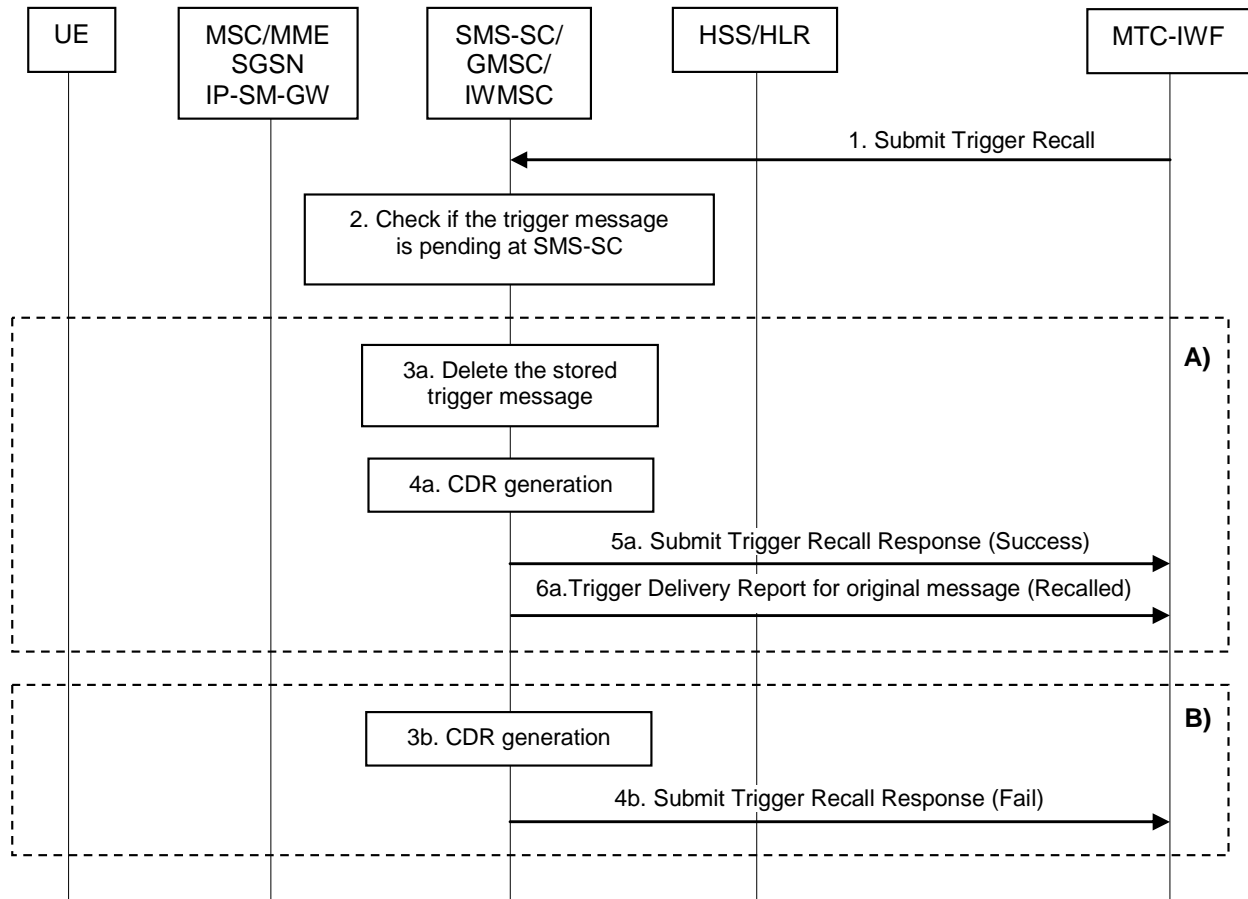 UE
MSC/MME
SGSN
IP-SM-GW
SMS-SC/
GMSC/
IWMSC
HSS/HLR
MTC-IWF
1. Submit Trigger Recall
2. Check if the trigger message
is pending at SMS-SC
A)
3a. Delete the stored
trigger message
4a. CDR generation
5a. Submit Trigger Recall Response (Success)
6a.Trigger Delivery Report for original message (Recalled)
B)
3b. CDR generation
4b. Submit Trigger Recall Response (Fail)